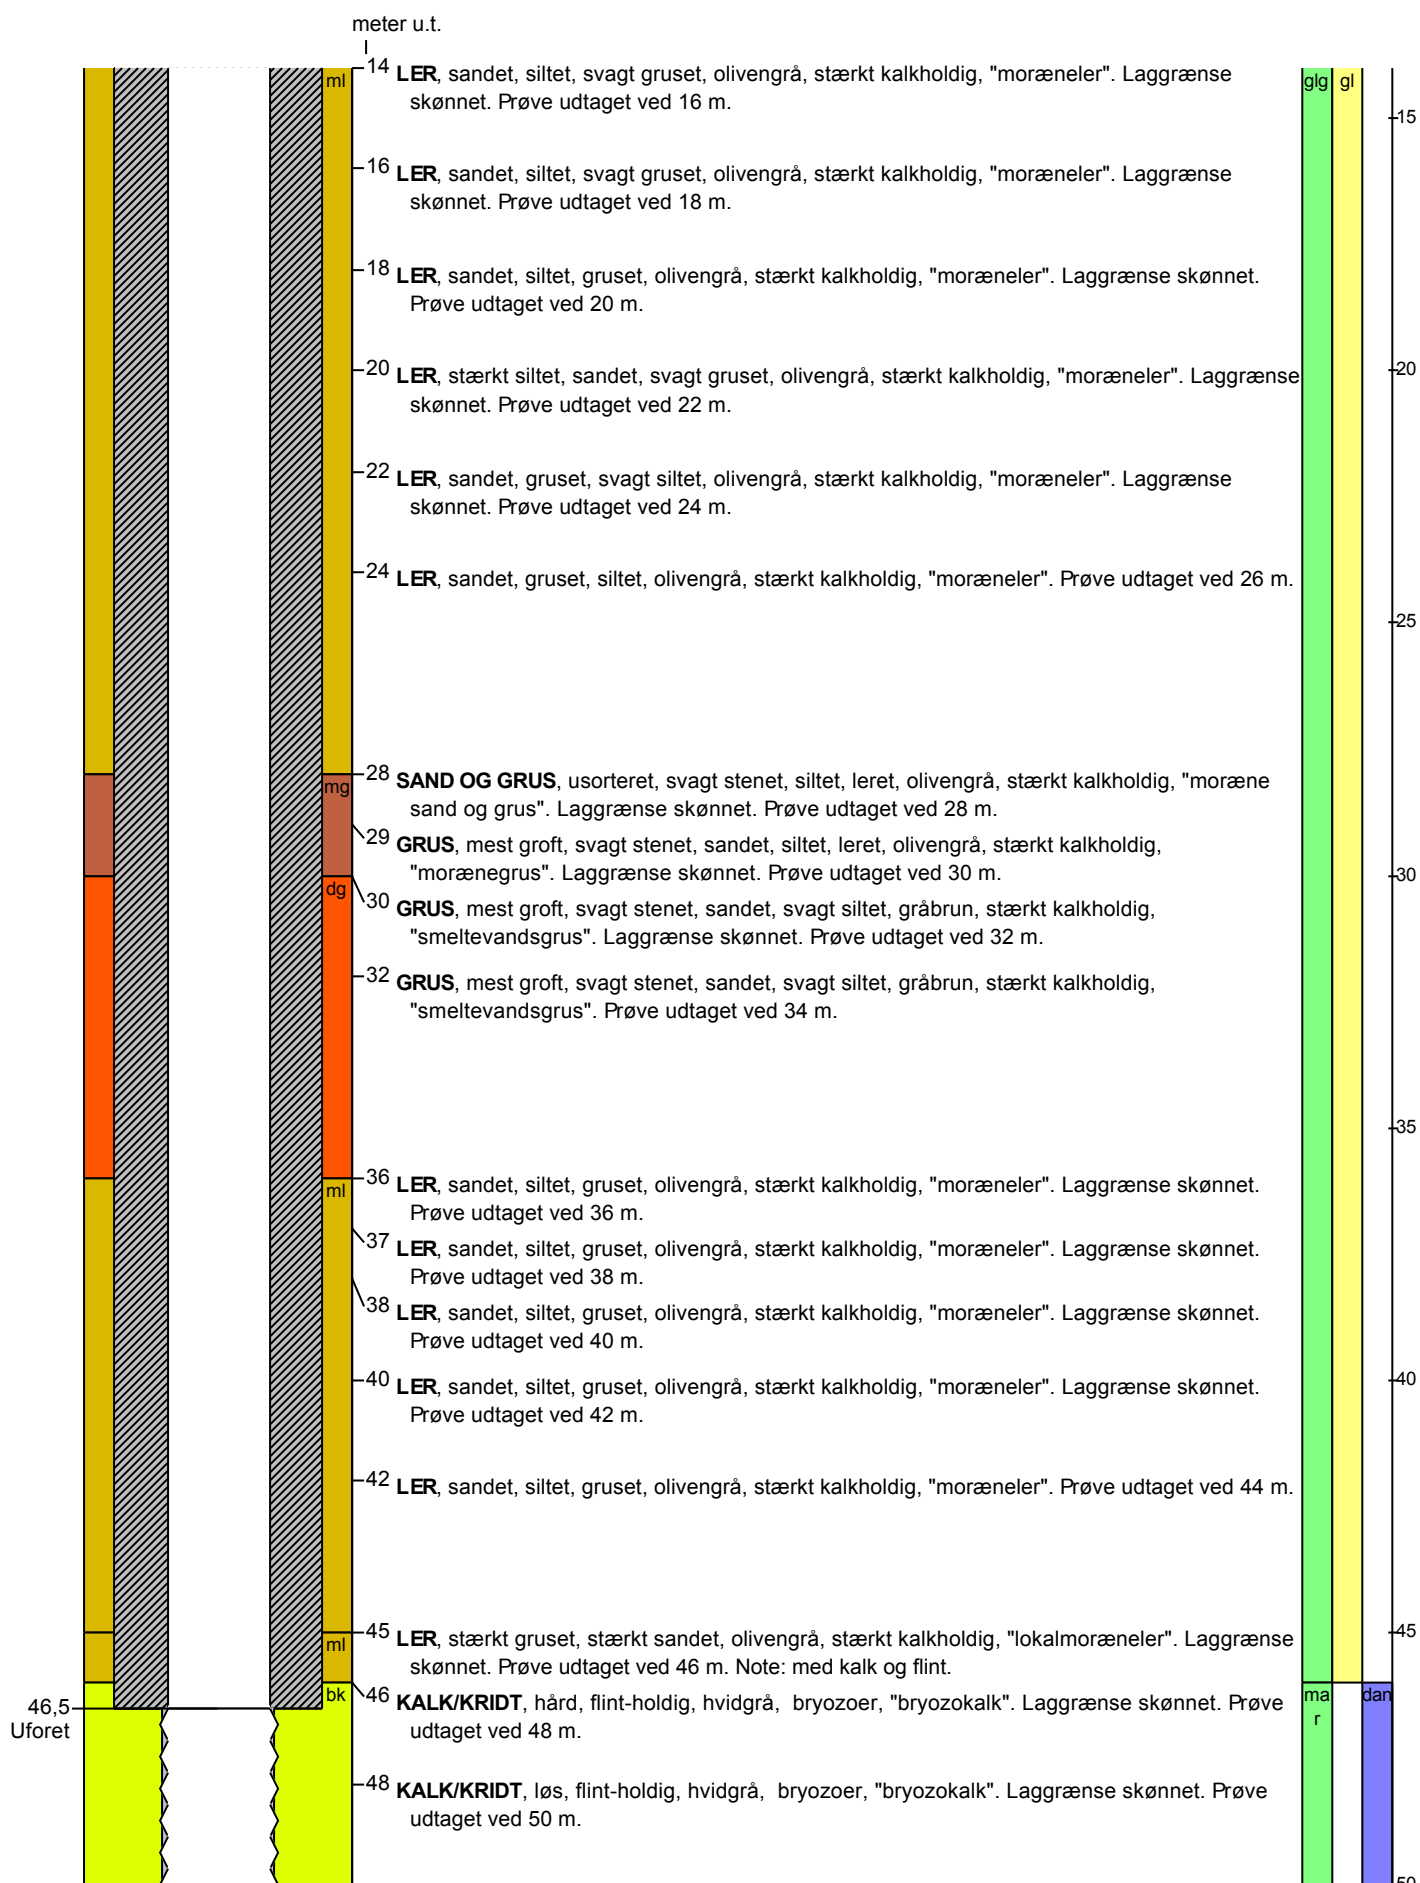 meter u.t.
14 LER, sandet, siltet, svagt gruset, olivengrå, stærkt kalkholdig, "moræneler". Laggrænse
skønnet. Prøve udtaget ved 16 m.
ml
glg gl
15
16 LER, sandet, siltet, svagt gruset, olivengrå, stærkt kalkholdig, "moræneler". Laggrænse
skønnet. Prøve udtaget ved 18 m.
18 LER, sandet, siltet, gruset, olivengrå, stærkt kalkholdig, "moræneler". Laggrænse skønnet.
Prøve udtaget ved 20 m.
20 LER, stærkt siltet, sandet, svagt gruset, olivengrå, stærkt kalkholdig, "moræneler". Laggrænse
skønnet. Prøve udtaget ved 22 m.
20
22 LER, sandet, gruset, svagt siltet, olivengrå, stærkt kalkholdig, "moræneler". Laggrænse
skønnet. Prøve udtaget ved 24 m.
24 LER, sandet, gruset, siltet, olivengrå, stærkt kalkholdig, "moræneler". Prøve udtaget ved 26 m.
25
28 SAND OG GRUS, usorteret, svagt stenet, siltet, leret, olivengrå, stærkt kalkholdig, "moræne
sand og grus". Laggrænse skønnet. Prøve udtaget ved 28 m.
mg
29 GRUS, mest groft, svagt stenet, sandet, siltet, leret, olivengrå, stærkt kalkholdig,
"morænegrus". Laggrænse skønnet. Prøve udtaget ved 30 m.
30
dg
30 GRUS, mest groft, svagt stenet, sandet, svagt siltet, gråbrun, stærkt kalkholdig,
"smeltevandsgrus". Laggrænse skønnet. Prøve udtaget ved 32 m.
32 GRUS, mest groft, svagt stenet, sandet, svagt siltet, gråbrun, stærkt kalkholdig,
"smeltevandsgrus". Prøve udtaget ved 34 m.
35
36 LER, sandet, siltet, gruset, olivengrå, stærkt kalkholdig, "moræneler". Laggrænse skønnet.
Prøve udtaget ved 36 m.
ml
37 LER, sandet, siltet, gruset, olivengrå, stærkt kalkholdig, "moræneler". Laggrænse skønnet.
Prøve udtaget ved 38 m.
38 LER, sandet, siltet, gruset, olivengrå, stærkt kalkholdig, "moræneler". Laggrænse skønnet.
Prøve udtaget ved 40 m.
40 LER, sandet, siltet, gruset, olivengrå, stærkt kalkholdig, "moræneler". Laggrænse skønnet.
Prøve udtaget ved 42 m.
40
42 LER, sandet, siltet, gruset, olivengrå, stærkt kalkholdig, "moræneler". Prøve udtaget ved 44 m.
45 LER, stærkt gruset, stærkt sandet, olivengrå, stærkt kalkholdig, "lokalmoræneler". Laggrænse
skønnet. Prøve udtaget ved 46 m. Note: med kalk og flint.
ml
45
46 KALK/KRIDT, hård, flint-holdig, hvidgrå, bryozoer, "bryozokalk". Laggrænse skønnet. Prøve
udtaget ved 48 m.
bk
ma
r
dan
46,5
Uforet
48 KALK/KRIDT, løs, flint-holdig, hvidgrå, bryozoer, "bryozokalk". Laggrænse skønnet. Prøve
udtaget ved 50 m.
50